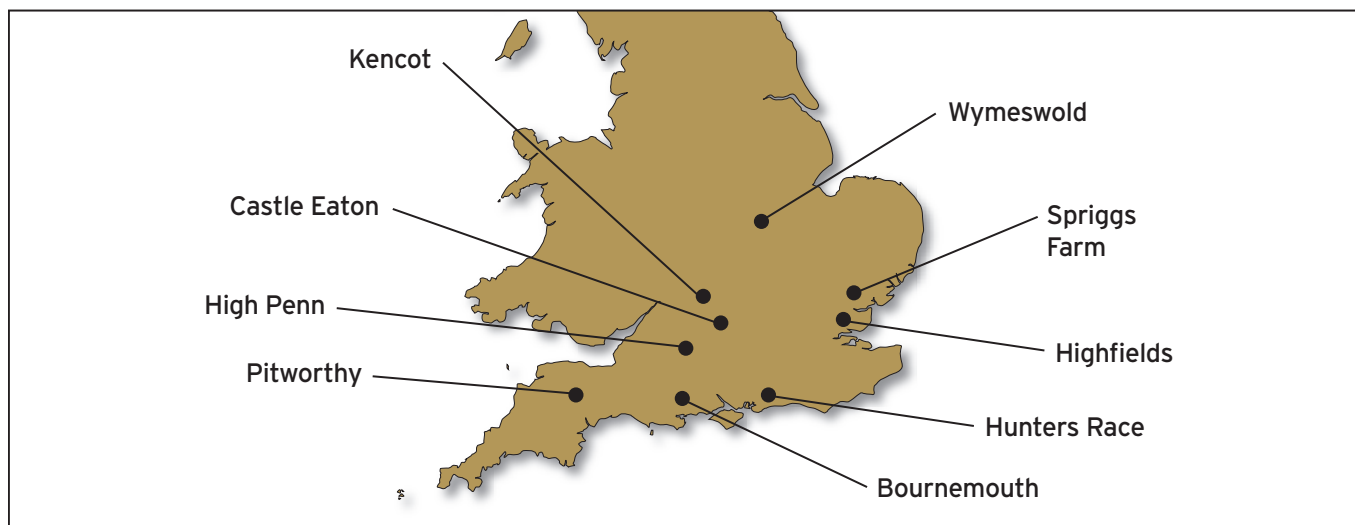 Kencot
Wymeswold
Castle Eaton
Spriggs
Farm
High Penn
Highfields
Pitworthy
Hunters Race
Bournemouth